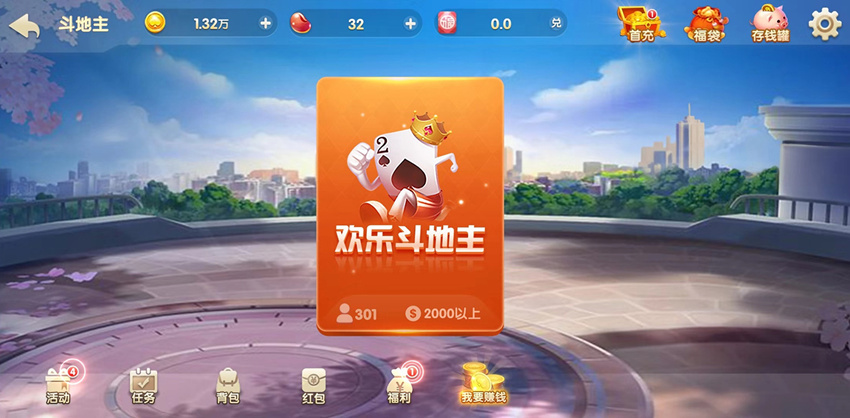 斗地主
1.32万
32
福
0.0
兑
1
首充
福袋
存钱罐
2
欢乐斗地主
301
2000以上
4
活动
任务
背包
红包
1
福利
我要赚钱